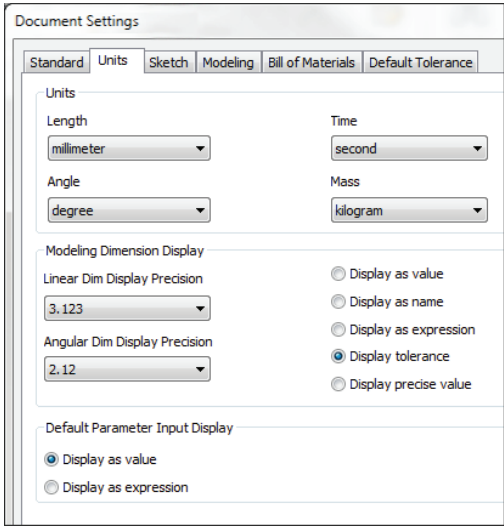 Document Settings
Standard Units Sketch Modeling Bill of Materials Default Tolerance
Units
Length Time
millimeter second
Angle Mass
degree kilogram
Modeling Dimension Display
Linear Dim Display Precision
3.123
Angular Dim Display Precision
2.12
Display as value
Display as name
Display as expression
Display tolerance
Display precise value
Default Parameter Input Display
Display as value
Display as expression